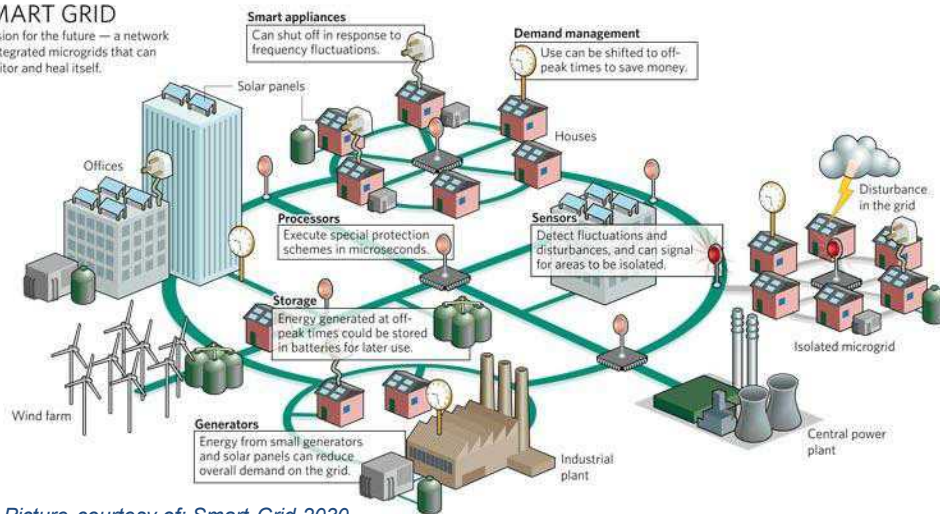 MART GRID
sion for the future — a network
tegrated microgrids that can
itor and heal itself.
Smart appliances
Can shut off in response to
frequency fluctuations.
Demand management
Use can be shifted to off-
peak times to save money.
Solar panels
Houses
Offices
Disturbance
in the grid
Processors
Execute special protection
schemes in microseconds.
Sensors
Detect fluctuations and
disturbances, and can signal
for areas to be isolated.
Storage
Energy generated at off-
peak times could be stored
in batteries for later use.
Isolated microgrid
Wind farm
Generators
Energy from small generators
and solar panels can reduce
overall demand on the grid.
Industrial
plant
Central power
plant
Picture courtesy of: Smart Grid 2030